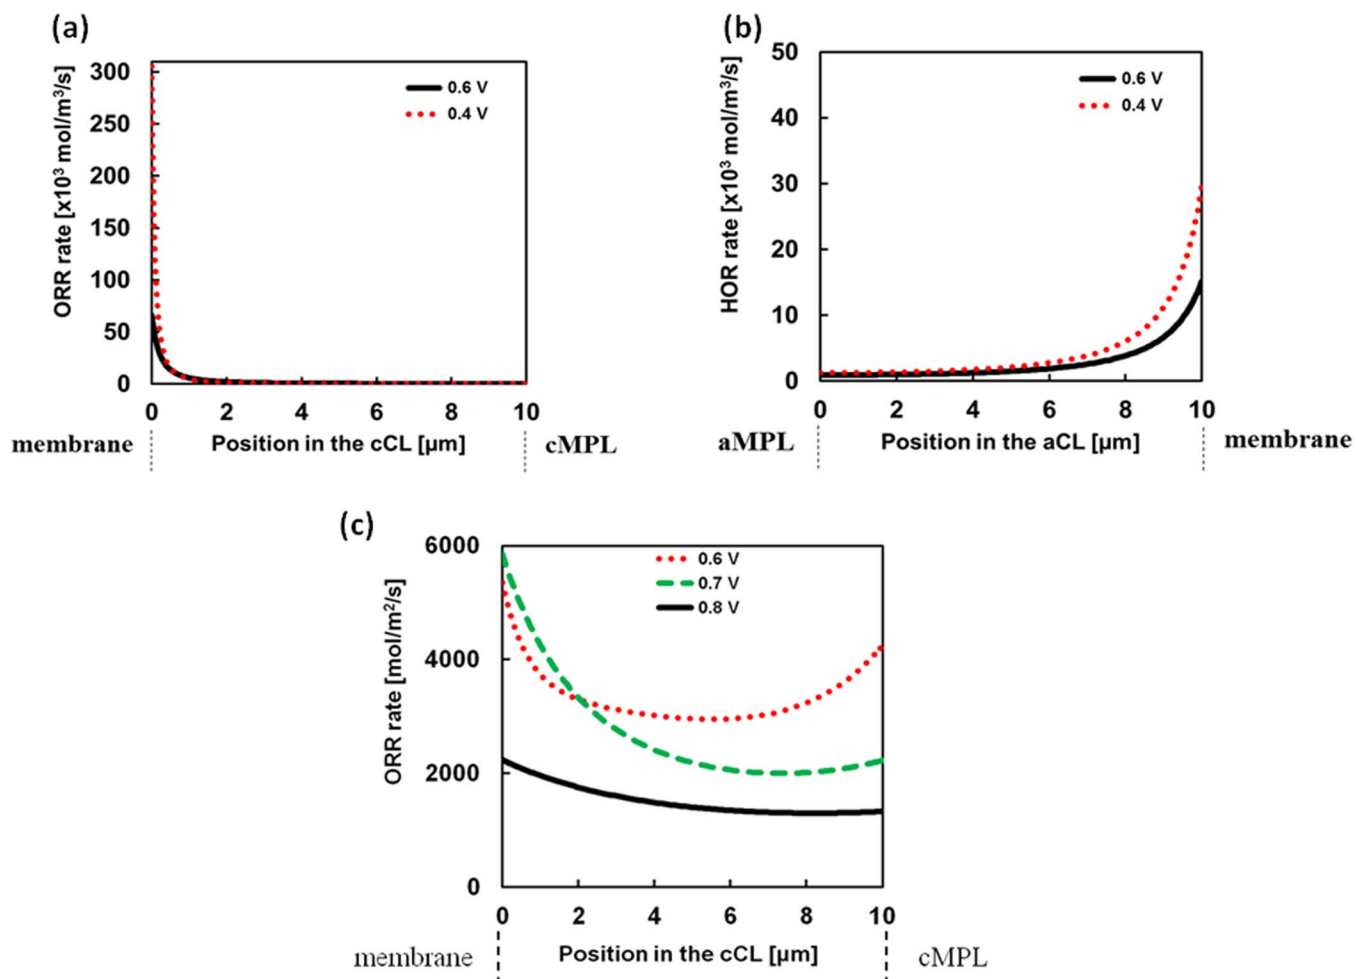 (a)
ORR rate [x10³ mol/m³/s]
300
250
200
150
100
50
0
0 2 4 6 8 10
0.6 V
0.4 V
membrane
Position in the cCL [µm]
cMPL
(b)
HOR rate [x10³ mol/m³/s]
50
40
30
20
10
0
0 2 4 6 8 10
0.6 V
0.4 V
aMPL
Position in the aCL [µm]
membrane
(c)
ORR rate [mol/m²/s]
6000
4000
2000
0
0 2 4 6 8 10
0.6 V
0.7 V
0.8 V
membrane
Position in the cCL [µm]
cMPL